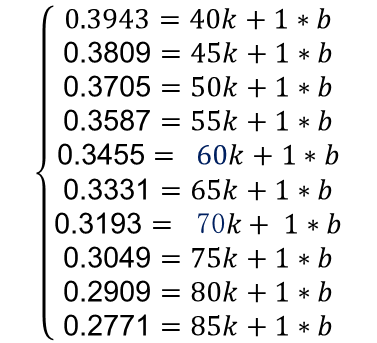 0.3943 = 40k + 1 * b
0.3809 = 45k + 1 * b
0.3705 = 50k + 1 * b
0.3587 = 55k + 1 * b
0.3455 = 60k + 1 * b
0.3331 = 65k + 1 * b
0.3193 = 70k + 1 * b
0.3049 = 75k + 1 * b
0.2909 = 80k + 1 * b
0.2771 = 85k + 1 * b